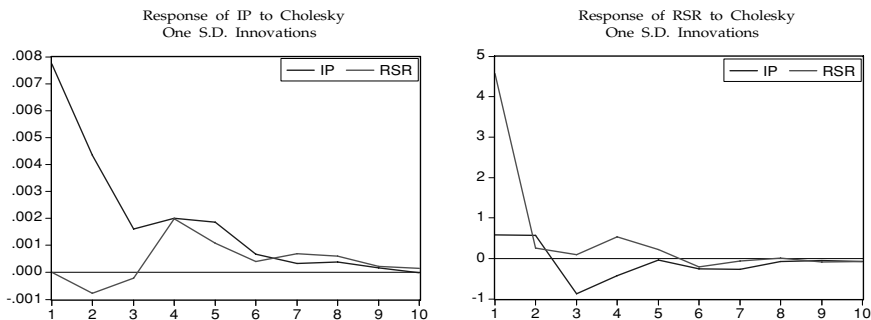 Response of IP to Cholesky
One S.D. Innovations
.008
.007
.006
.005
.004
.003
.002
.001
.000
-.001
IP RSR
1 2 3 4 5 6 7 8 9 10
Response of RSR to Cholesky
One S.D. Innovations
5
4
3
2
1
0
-1
IP RSR
1 2 3 4 5 6 7 8 9 10